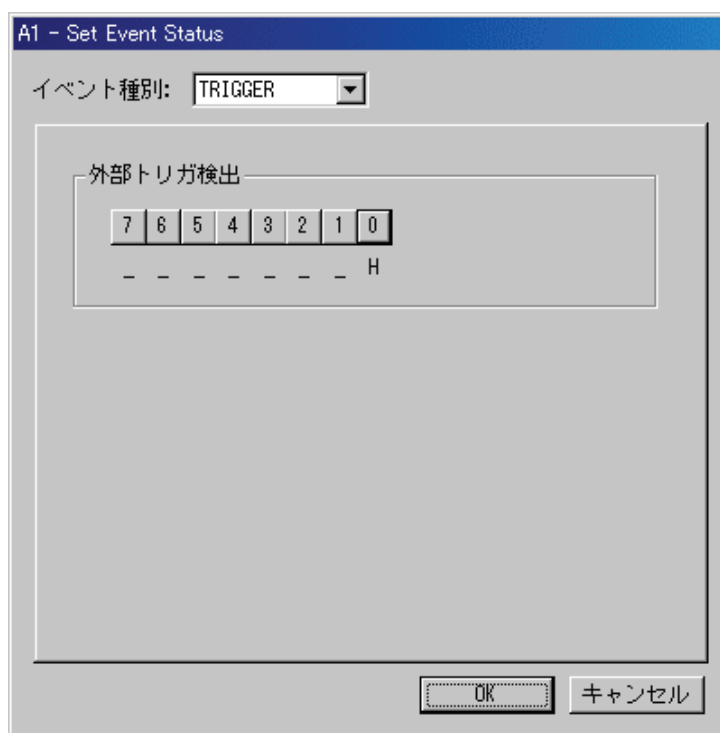 A1 - Set Event Status
イベント種別: TRIGGER
外部トリガ検出
7 6 5 4 3 2 1 0
_ _ _ _ _ _ _ H
OK キャンセル